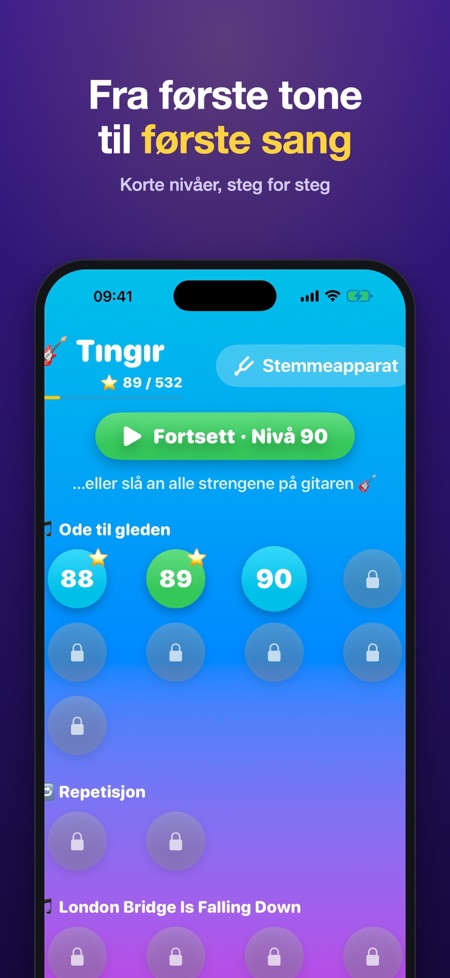 Fra første tone
til første sang
Korte nivåer, steg for steg
09:41
Tıngır
Stemmeapparat
89 / 532
Fortsett · Nivå 90
...eller slå an alle strengene på gitaren
Ode til gleden
88 89 90
Repetisjon
London Bridge Is Falling Down